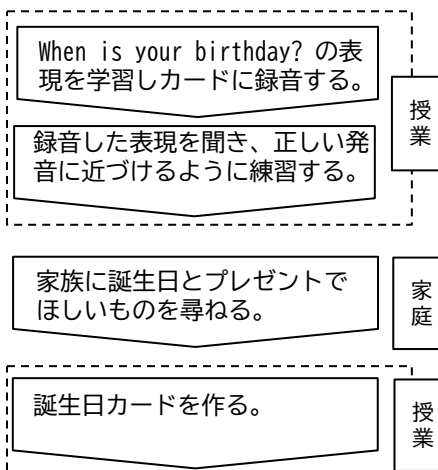 When is your birthday? の表
現を学習しカードに録音する。
授
業
録音した表現を聞き、正しい発
音に近づけるように練習する。
家族に誕生日とプレゼントで
ほしいものを尋ねる。
家
庭
誕生日カードを作る。
授
業